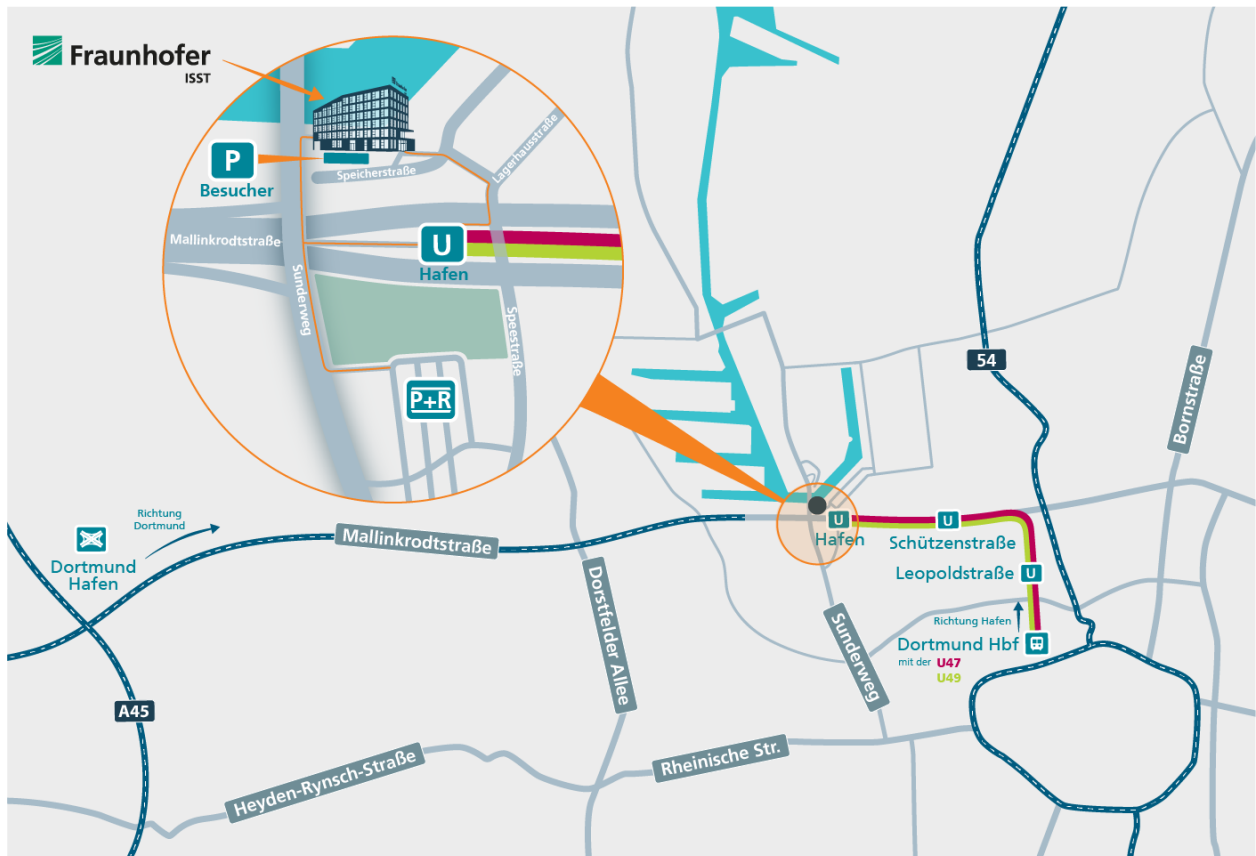 Fraunhofer
ISST
P
Besucher
Speicherstraße
Lagerhausstraße
Mallinkrodtstraße
U
Hafen
Sunderweg
Speestraße
P+R
54
Bornstraße
Richtung
Dortmund
Dortmund
Hafen
Mallinkrodtstraße
U
Hafen
U
Schützenstraße
Leopoldstraße
U
Richtung Hafen
Dortmund Hbf
mit der U47
U49
Dorstfelder Allee
Sunderweg
A45
Heyden-Rynsch-Straße
Rheinische Str.